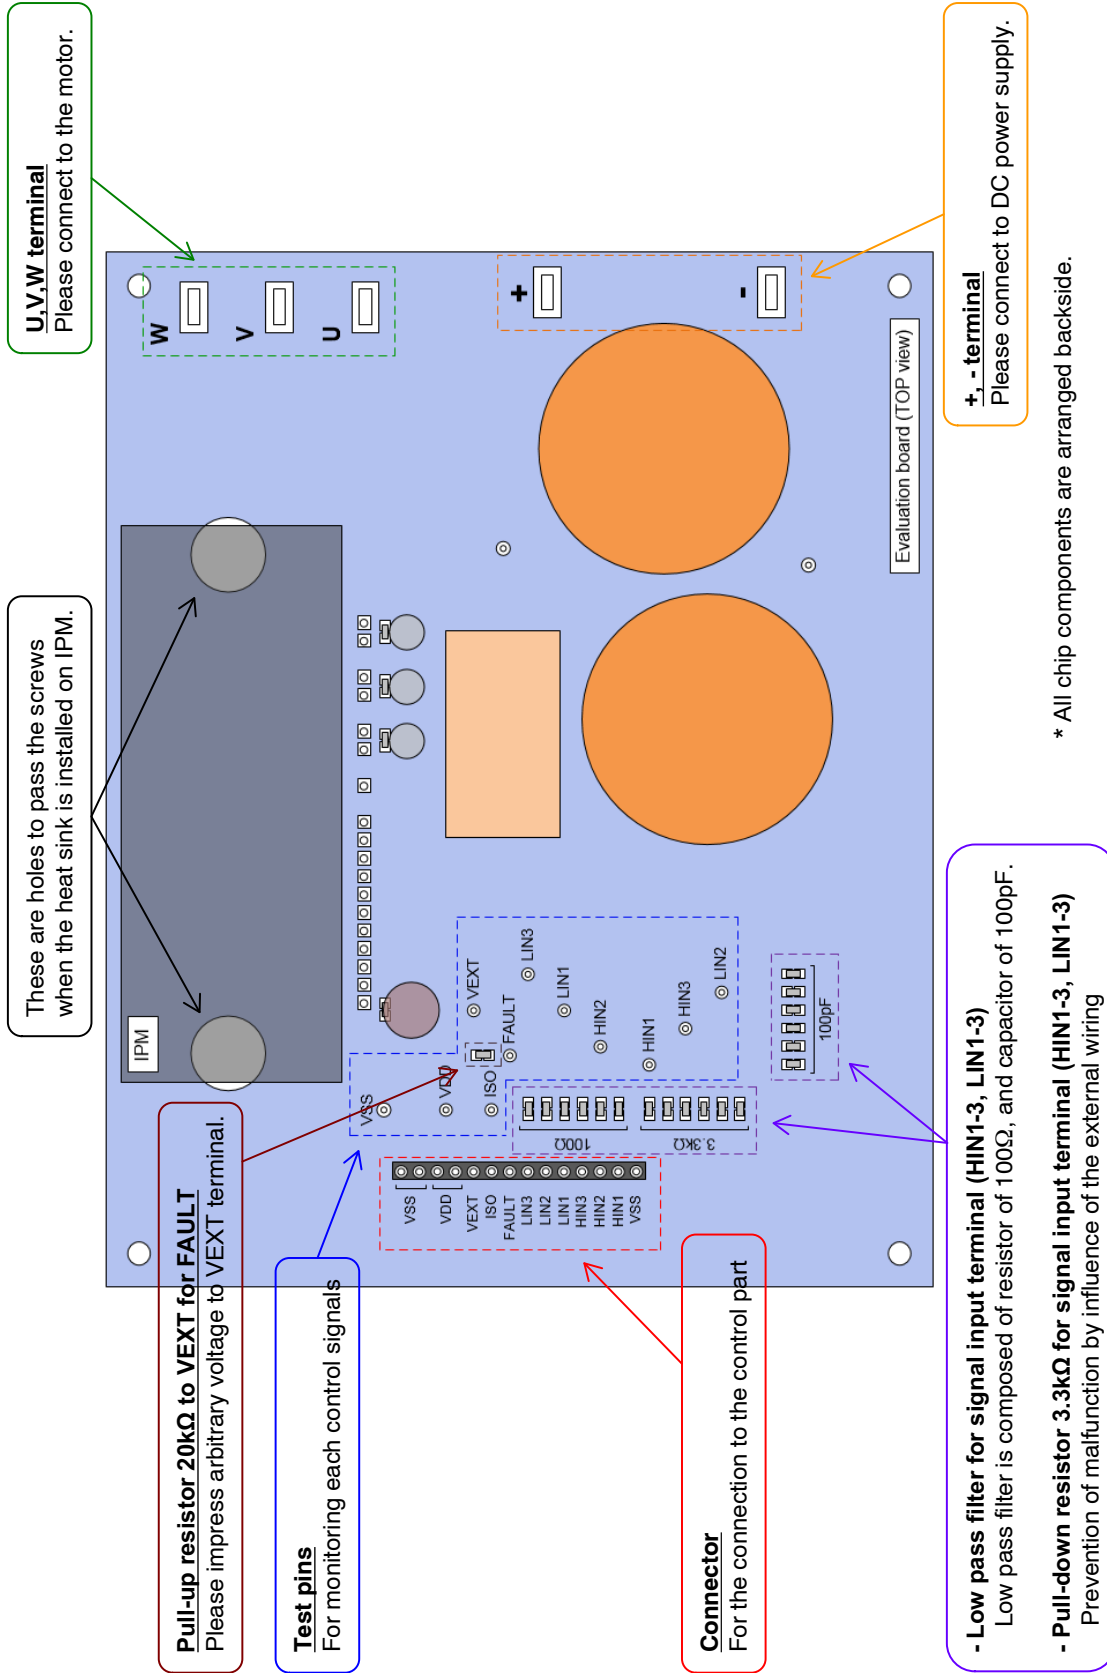 Pull-up resistor 20kΩ to VEXT for FAULT
Please impress arbitrary voltage to VEXT terminal.
These are holes to pass the screws
when the heat sink is installed on IPM.
U,V,W terminal
Please connect to the motor.
Test pins
For monitoring each control signals
Connector
For the connection to the control part
IPM
W
V
U
+
-
VSS
VDD
ISO
VEXT
FAULT
LIN3
LIN1
HIN2
HIN1
HIN3
LIN2
100Ω
3.3kΩ
100pF
VSS
VDD
VEXT
ISO
FAULT
LIN3
LIN2
LIN1
HIN3
HIN2
HIN1
VSS
Evaluation board (TOP view)
- Low pass filter for signal input terminal (HIN1-3, LIN1-3)
Low pass filter is composed of resistor of 100Ω, and capacitor of 100pF.
- Pull-down resistor 3.3kΩ for signal input terminal (HIN1-3, LIN1-3)
Prevention of malfunction by influence of the external wiring
+, - terminal
Please connect to DC power supply.
* All chip components are arranged backside.